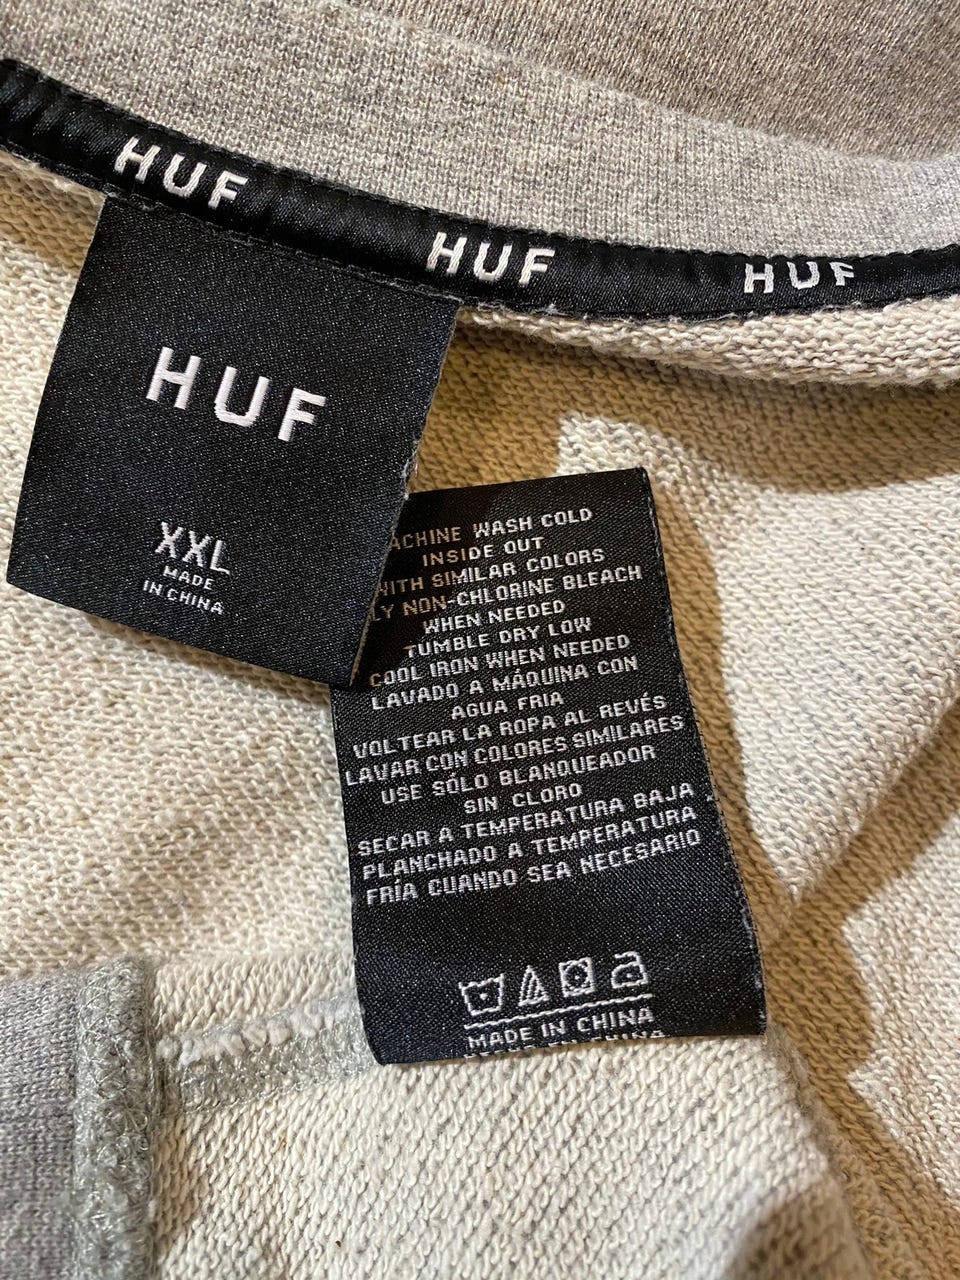 HUF HUF HUF
HUF
XXL
MADE
IN CHINA
ACHINE WASH COLD
INSIDE OUT
WITH SIMILAR COLORS
LY NON-CHLORINE BLEACH
WHEN NEEDED
TUMBLE DRY LOW
COOL IRON WHEN NEEDED
LAVADO A MÁQUINA CON
AGUA FRIA
VOLTEAR LA ROPA AL REVÉS
LAVAR CON COLORES SIMILARES
USE SÓLO BLANQUEADOR
SIN CLORO
SECAR A TEMPERATURA BAJA
PLANCHADO A TEMPERATURA
FRÍA CUANDO SEA NECESARIO
MADE IN CHINA